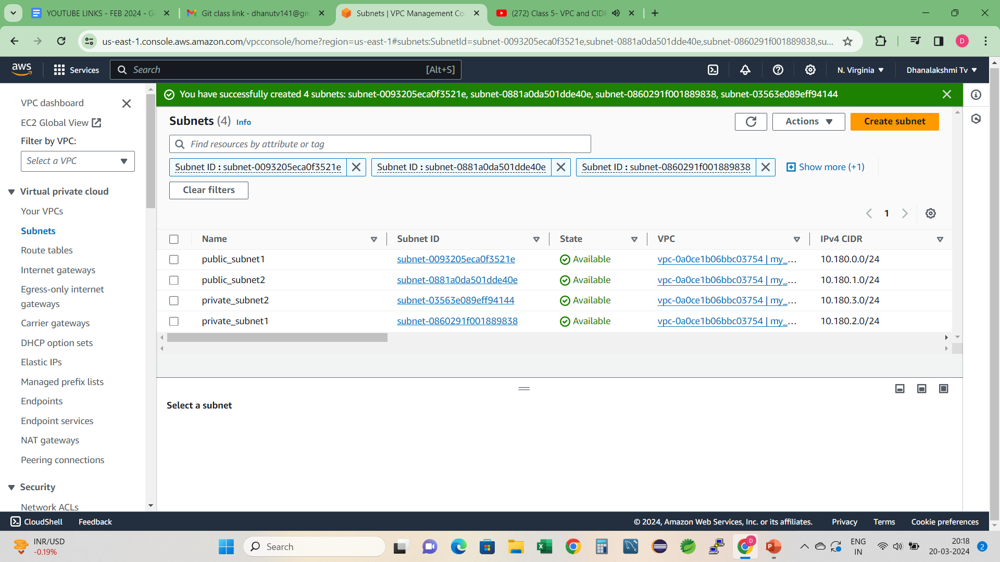 YOUTUBE LINKS - FEB 2024 - G
Git class link - dhanutv141@gm
Subnets | VPC Management Co
(272) Class 5- VPC and CIDR
us-east-1.console.aws.amazon.com/vpcconsole/home?region=us-east-1#subnets:SubnetId=subnet-0093205eca0f3521e,subnet-0881a0da501dde40e,subnet-0860291f001889838,su...
D
aws
Services
Search
[Alt+S]
N. Virginia
Dhanalakshmi Tv
VPC dashboard
EC2 Global View
Filter by VPC:
Select a VPC
Virtual private cloud
Your VPCs
Subnets
Route tables
Internet gateways
Egress-only internet
gateways
Carrier gateways
DHCP option sets
Elastic IPs
Managed prefix lists
Endpoints
Endpoint services
NAT gateways
Peering connections
Security
Network ACLs
You have successfully created 4 subnets: subnet-0093205eca0f3521e, subnet-0881a0da501dde40e, subnet-0860291f001889838, subnet-03563e089eff94144
Subnets (4) Info
Actions
Create subnet
Find resources by attribute or tag
Subnet ID : subnet-0093205eca0f3521e
Subnet ID : subnet-0881a0da501dde40e
Subnet ID : subnet-0860291f001889838
Show more (+1)
Clear filters
1
Name Subnet ID State VPC IPv4 CIDR
public_subnet1 subnet-0093205eca0f3521e Available vpc-0a0ce1b06bbc03754 | my_... 10.180.0.0/24
public_subnet2 subnet-0881a0da501dde40e Available vpc-0a0ce1b06bbc03754 | my_... 10.180.1.0/24
private_subnet2 subnet-03563e089eff94144 Available vpc-0a0ce1b06bbc03754 | my_... 10.180.3.0/24
private_subnet1 subnet-0860291f001889838 Available vpc-0a0ce1b06bbc03754 | my_... 10.180.2.0/24
Select a subnet
CloudShell
Feedback
© 2024, Amazon Web Services, Inc. or its affiliates.
Privacy
Terms
Cookie preferences
INR/USD
-0.19%
Search
D
ENG
IN
20:18
20-03-2024
2